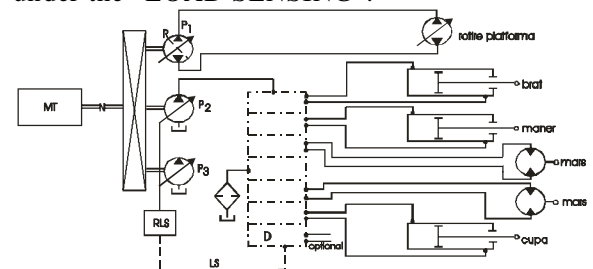 under the "LOAD SENSING".
P1
R
rotire platforma
brat
MT
N
P2
maner
P3
mars
mars
RLS
D
optional
cupa
LS